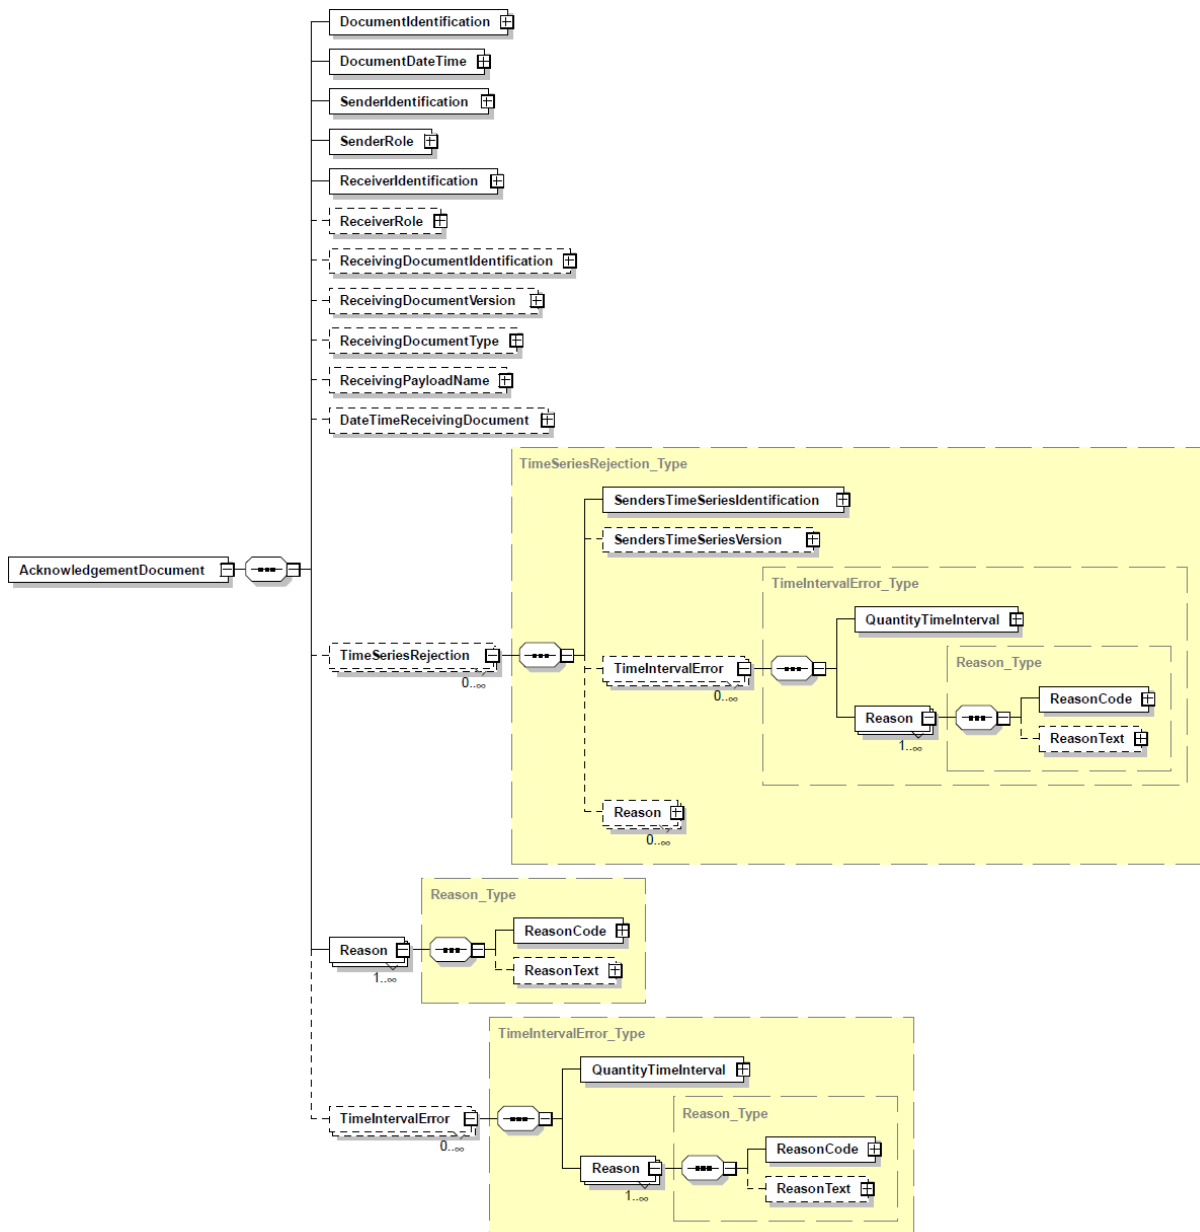 DocumentIdentification
DocumentDateTime
SenderIdentification
SenderRole
ReceiverIdentification
ReceiverRole
ReceivingDocumentIdentification
ReceivingDocumentVersion
ReceivingDocumentType
ReceivingPayloadName
DateTimeReceivingDocument
TimeSeriesRejection_Type
SendersTimeSeriesIdentification
SendersTimeSeriesVersion
AcknowledgementDocument
TimeIntervalError_Type
QuantityTimeInterval
TimeSeriesRejection
0..∞
TimeIntervalError
0..∞
Reason_Type
ReasonCode
Reason
1..∞
ReasonText
Reason
0..∞
Reason_Type
ReasonCode
Reason
1..∞
ReasonText
TimeIntervalError_Type
QuantityTimeInterval
TimeIntervalError
0..∞
Reason_Type
ReasonCode
Reason
1..∞
ReasonText